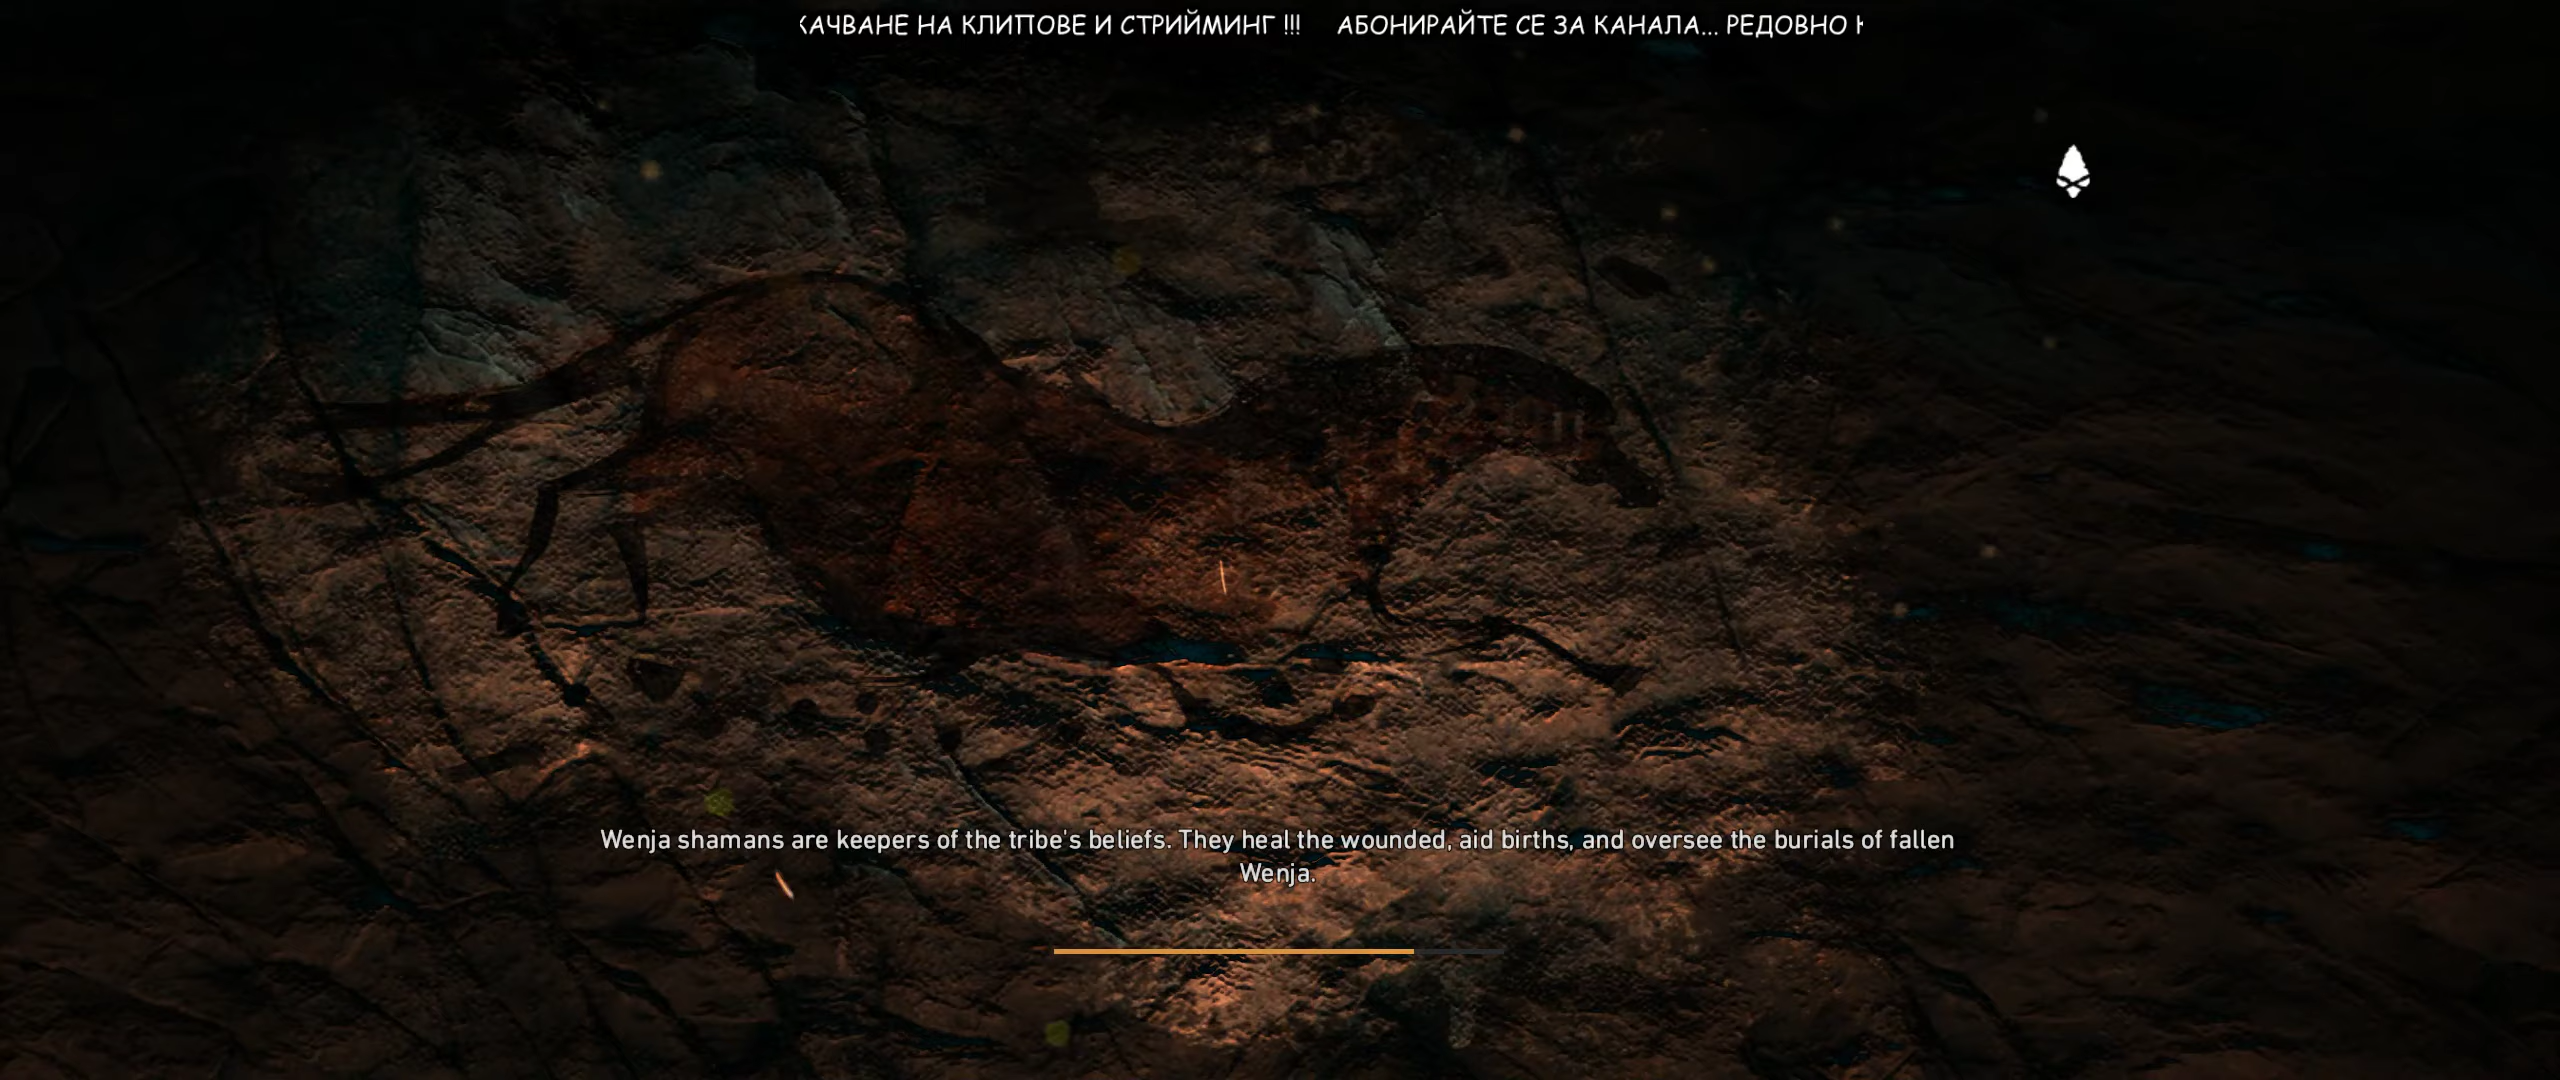 КАЧВАНЕ НА КЛИПОВЕ И СТРИЙМИНГ !!! АБОНИРАЙТЕ СЕ ЗА КАНАЛА... РЕДОВНО
Wenja shamans are keepers of the tribe's beliefs. They heal the wounded, aid births, and oversee the burials of fallen
Wenja.